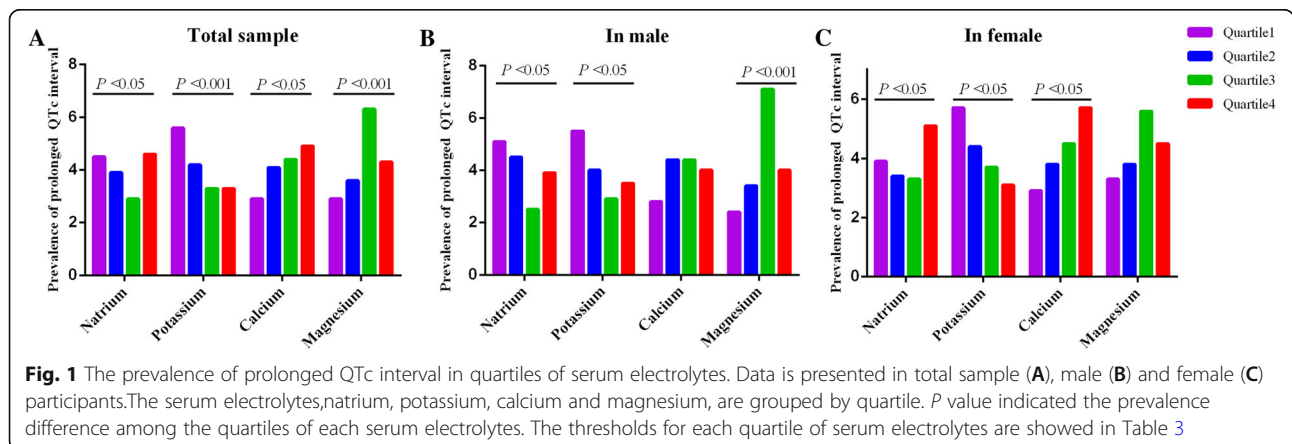 A Total sample
B In male
C In female
Quartile1
Quartile2
Quartile3
Quartile4
Prevalence of prolonged QTc interval
8
6
4
2
0
P <0.05
P <0.001
P <0.05
P <0.001
Natrium
Potassium
Calcium
Magnesium
Prevalence of prolonged QTc interval
8
6
4
2
0
P <0.05
P <0.05
P <0.001
Natrium
Potassium
Calcium
Magnesium
Prevalence of prolonged QTc interval
6
4
2
0
P <0.05
P <0.05
P <0.05
Natrium
Potassium
Calcium
Magnesium
Fig. 1 The prevalence of prolonged QTc interval in quartiles of serum electrolytes. Data is presented in total sample (A), male (B) and female (C)
participants.The serum electrolytes,natrium, potassium, calcium and magnesium, are grouped by quartile. P value indicated the prevalence
difference among the quartiles of each serum electrolytes. The thresholds for each quartile of serum electrolytes are showed in Table 3